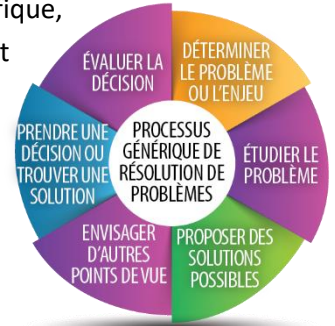 rique,
t
ÉVALUER LA
DÉCISION
DÉTERMINER
LE PROBLÈME
OU L'ENJEU
ÉTUDIER LE
PROBLÈME
PROPOSER DES
SOLUTIONS
POSSIBLES
ENVISAGER
D'AUTRES
POINTS DE VUE
PRENDRE UNE
DÉCISION OU
TROUVER UNE
SOLUTION
PROCESSUS
GÉNÉRIQUE DE
RÉSOLUTION DE
PROBLÈMES